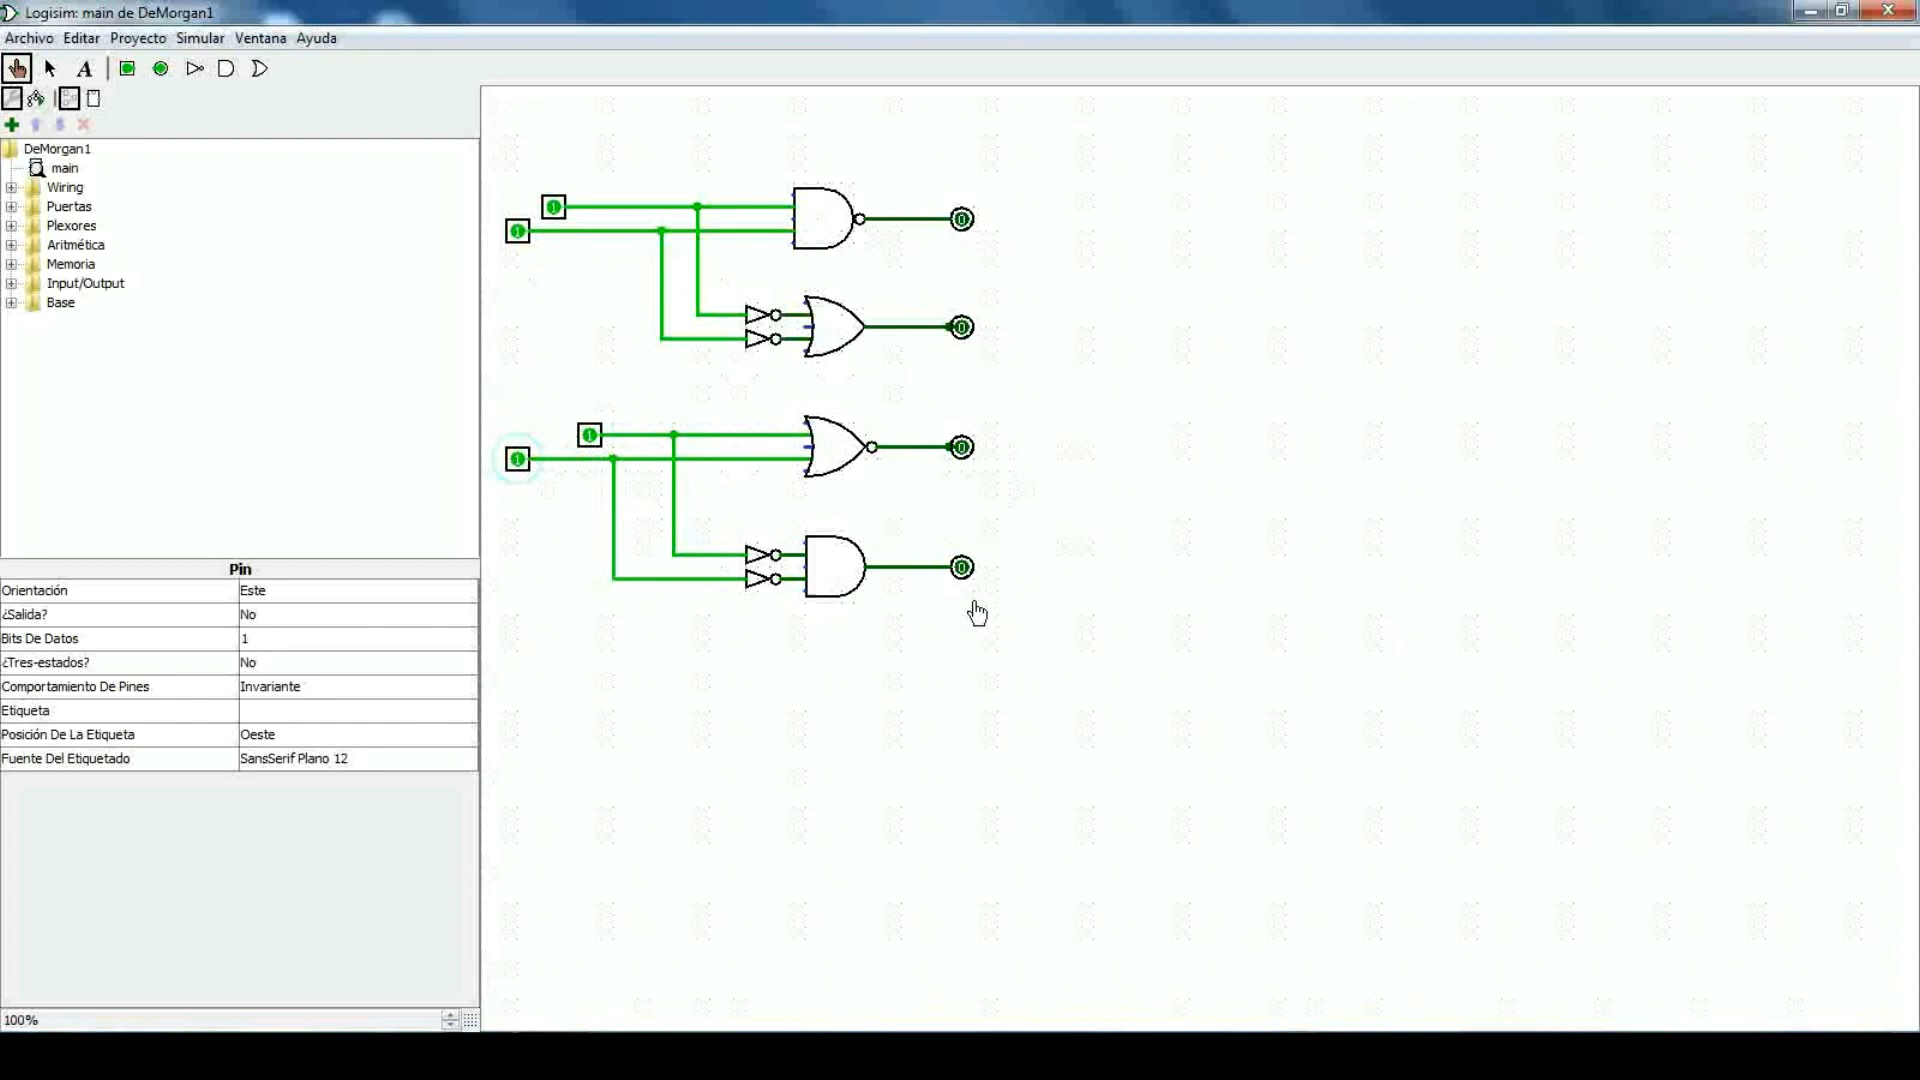 Logisim: main de DeMorgan1
Archivo Editar Proyecto Simular Ventana Ayuda
A
DeMorgan1
main
Wiring
Puertas
Plexores
Aritmética
Memoria
Input/Output
Base
1
1
0
0
1
1
0
0
Pin
Orientación Este
¿Salida? No
Bits De Datos 1
¿Tres-estados? No
Comportamiento De Pines Invariante
Etiqueta
Posición De La Etiqueta Oeste
Fuente Del Etiquetado SansSerif Plano 12
100%